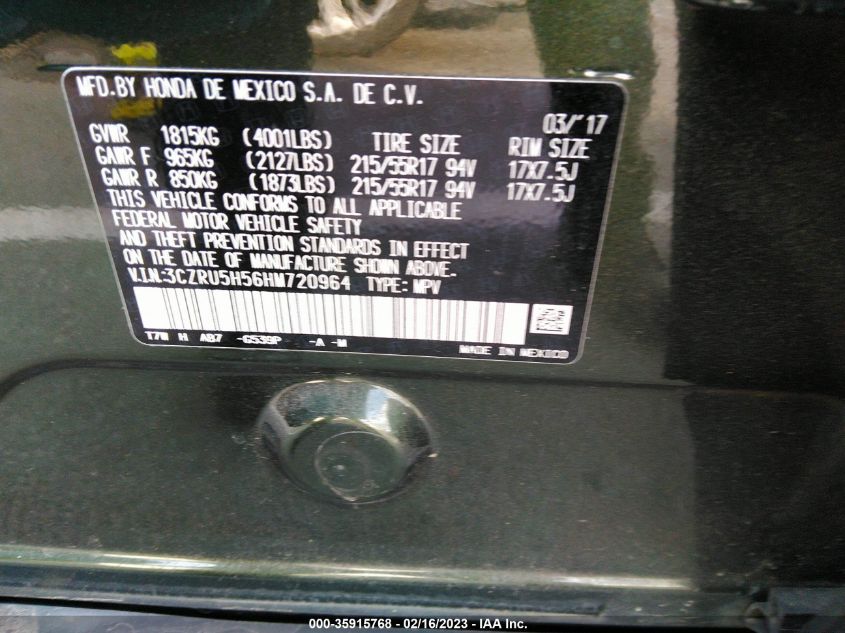 MFD.BY HONDA DE MEXICO S.A. DE C.V.
03/'17
GVWR 1815KG (4001LBS) TIRE SIZE RIM SIZE
GAWR F 965KG (2127LBS) 215/55R17 94V 17X7.5J
GAWR R 850KG (1873LBS) 215/55R17 94V 17X7.5J
THIS VEHICLE CONFORMS TO ALL APPLICABLE
FEDERAL MOTOR VEHICLE SAFETY
AND THEFT PREVENTION STANDARDS IN EFFECT
ON THE DATE OF MANUFACTURE SHOWN ABOVE.
V.I.N.:3CZRU5H56HM720964 TYPE: MPV
T7W H AB7 -G539P -A -M
MADE IN MEXICO
000-35915768 - 02/16/2023 - IAA Inc.